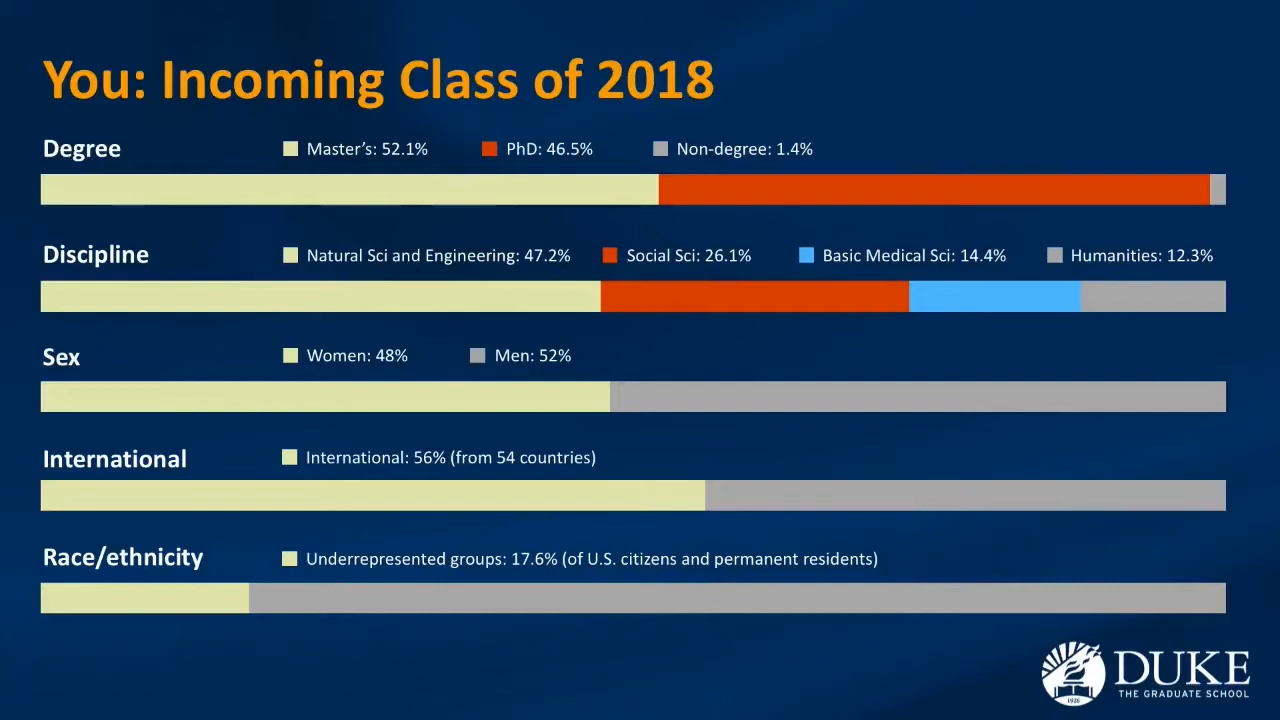 You: Incoming Class of 2018
Degree
Master’s: 52.1% PhD: 46.5% Non-degree: 1.4%
Discipline
Natural Sci and Engineering: 47.2% Social Sci: 26.1% Basic Medical Sci: 14.4% Humanities: 12.3%
Sex
Women: 48% Men: 52%
International
International: 56% (from 54 countries)
Race/ethnicity
Underrepresented groups: 17.6% (of U.S. citizens and permanent residents)
DUKE
THE GRADUATE SCHOOL
1926